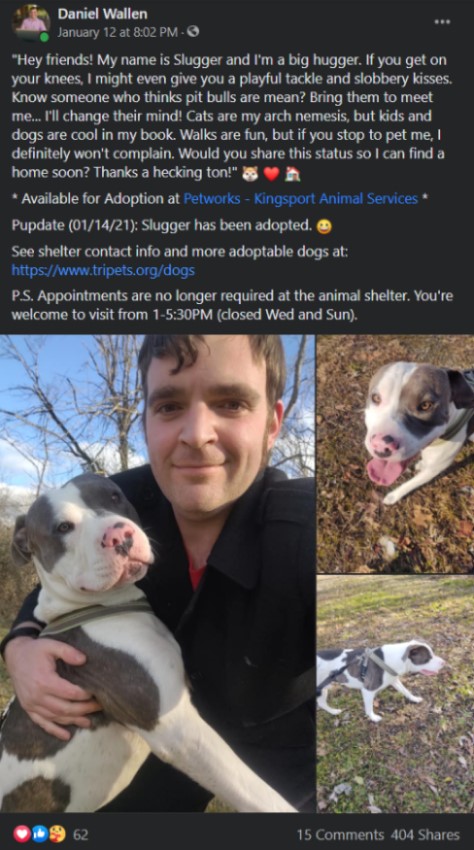 Daniel Wallen
January 12 at 8:02 PM ·
"Hey friends! My name is Slugger and I'm a big hugger. If you get on
your knees, I might even give you a playful tackle and slobbery kisses.
Know someone who thinks pit bulls are mean? Bring them to meet
me... I'll change their mind! Cats are my arch nemesis, but kids and
dogs are cool in my book. Walks are fun, but if you stop to pet me, I
definitely won't complain. Would you share this status so I can find a
home soon? Thanks a hecking ton!" 🐶 ❤️ 🏠
* Available for Adoption at Petworks - Kingsport Animal Services *
Pupdate (01/14/21): Slugger has been adopted. 😀
See shelter contact info and more adoptable dogs at:
https://www.tripets.org/dogs
P.S. Appointments are no longer required at the animal shelter. You're
welcome to visit from 1-5:30PM (closed Wed and Sun).
62 15 Comments 404 Shares